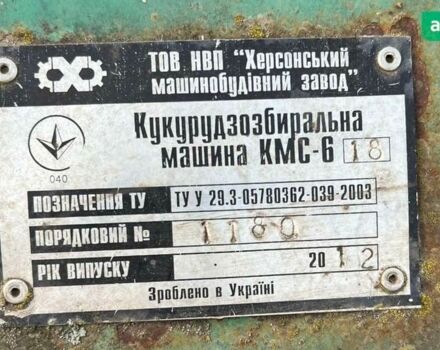 ТОВ НВП "Херсонський
машинобудівний завод"
Кукурудзозбиральна
машина КМС-6 18
040
ПОЗНАЧЕННЯ ТУ ТУ У 29.3-05780362-039-2003
ПОРЯДКОВИЙ № 1180
РІК ВИПУСКУ 2012
Зроблено в Україні